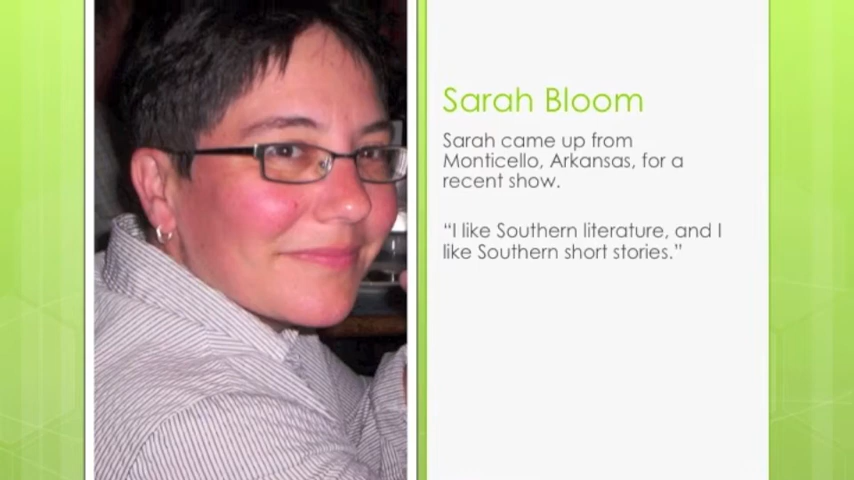 Sarah Bloom
Sarah came up from
Monticello, Arkansas, for a
recent show.
“I like Southern literature, and I
like Southern short stories.”